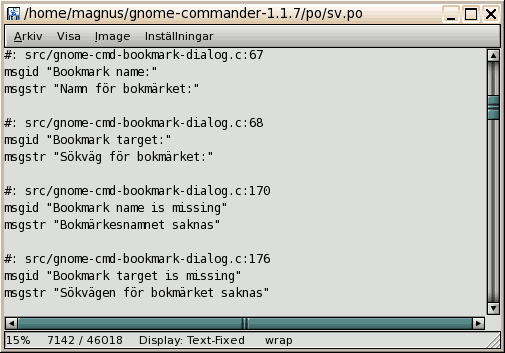 /home/magnus/gnome-commander-1.1.7/po/sv.po
Arkiv Visa Image Inställningar
#: src/gnome-cmd-bookmark-dialog.c:67
msgid "Bookmark name:"
msgstr "Namn för bokmärket:"
#: src/gnome-cmd-bookmark-dialog.c:68
msgid "Bookmark target:"
msgstr "Sökväg för bokmärket:"
#: src/gnome-cmd-bookmark-dialog.c:170
msgid "Bookmark name is missing"
msgstr "Bokmärkesnamnet saknas"
#: src/gnome-cmd-bookmark-dialog.c:176
msgid "Bookmark target is missing"
msgstr "Sökvägen för bokmärket saknas"
15% 7142 / 46018 Display: Text-Fixed wrap